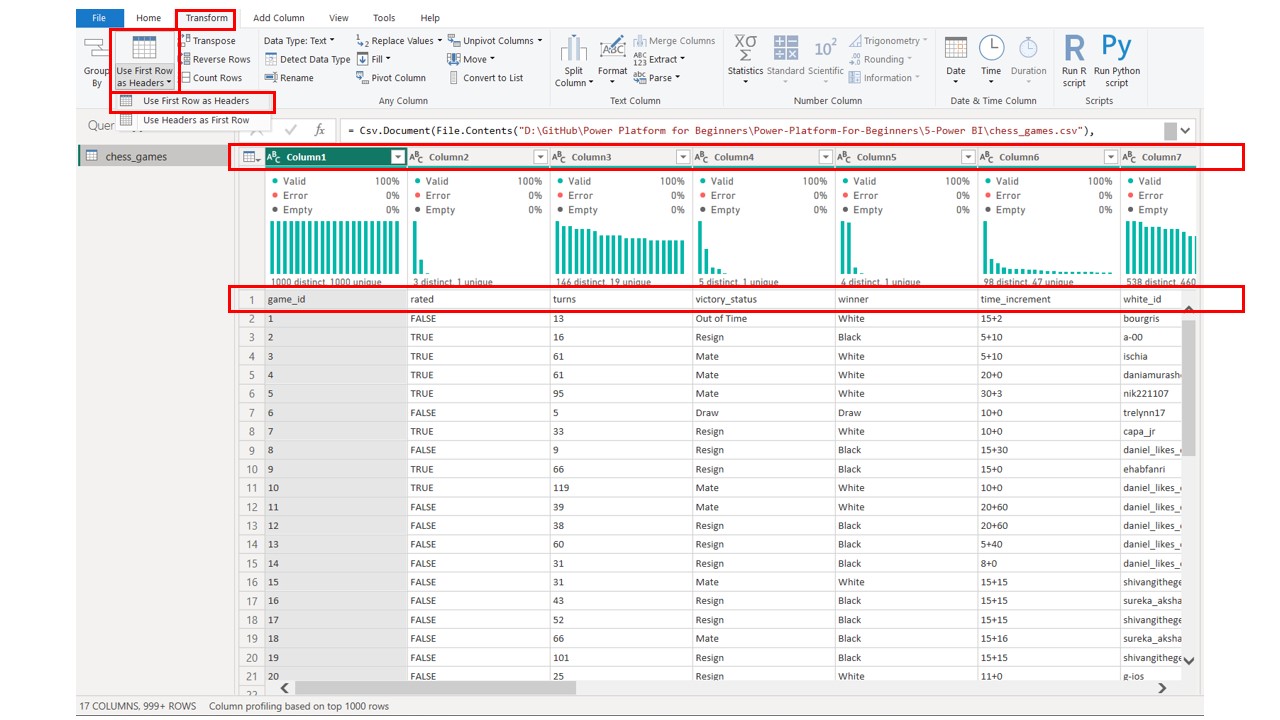 File Home Transform Add Column View Tools Help
Group By
Use First Row as Headers
Transpose
Reverse Rows
Count Rows
Data Type: Text
Detect Data Type
Rename
Replace Values
Fill
Pivot Column
Unpivot Columns
Move
Convert to List
Any Column
Split Column
Format
Merge Columns
Extract
Parse
Text Column
Statistics
Standard
Scientific
Trigonometry
Rounding
Information
Number Column
Date
Time
Duration
Date & Time Column
Run R script
Run Python script
Scripts
Use First Row as Headers
Use Headers as First Row
fx = Csv.Document(File.Contents("D:\GitHub\Power Platform for Beginners\Power-Platform-For-Beginners\5-Power BI\chess_games.csv"),
chess_games
Column1 Column2 Column3 Column4 Column5 Column6 Column7
Valid 100% Valid 100% Valid 100% Valid 100% Valid 100% Valid 100% Valid
Error 0% Error 0% Error 0% Error 0% Error 0% Error 0% Error
Empty 0% Empty 0% Empty 0% Empty 0% Empty 0% Empty 0% Empty
1000 distinct, 1000 unique 3 distinct, 1 unique 146 distinct, 19 unique 5 distinct, 1 unique 4 distinct, 1 unique 98 distinct, 47 unique 538 distinct, 460
1 game_id rated turns victory_status winner time_increment white_id
2 1 FALSE 13 Out of Time White 15+2 bourgris
3 2 TRUE 16 Resign Black 5+10 a-00
4 3 TRUE 61 Mate White 5+10 ischia
5 4 TRUE 61 Mate White 20+0 daniamurash
6 5 TRUE 95 Mate White 30+3 nik221107
7 6 FALSE 5 Draw Draw 10+0 trelynn17
8 7 TRUE 33 Resign White 10+0 capa_jr
9 8 FALSE 9 Resign Black 15+30 daniel_likes_
10 9 TRUE 66 Resign Black 15+0 ehabfanri
11 10 TRUE 119 Mate White 10+0 daniel_likes_
12 11 FALSE 39 Mate White 20+60 daniel_likes_
13 12 FALSE 38 Resign Black 20+60 daniel_likes_
14 13 FALSE 60 Resign Black 5+40 daniel_likes_
15 14 FALSE 31 Resign Black 8+0 daniel_likes_
16 15 FALSE 31 Mate White 15+15 shivangithege
17 16 FALSE 43 Resign Black 15+15 sureka_aksha
18 17 FALSE 52 Resign Black 15+15 shivangithege
19 18 FALSE 66 Mate Black 15+16 sureka_aksha
20 19 FALSE 101 Resign Black 15+15 shivangithege
21 20 FALSE 25 Resign White 11+0 g-ios
22
17 COLUMNS, 999+ ROWS Column profiling based on top 1000 rows